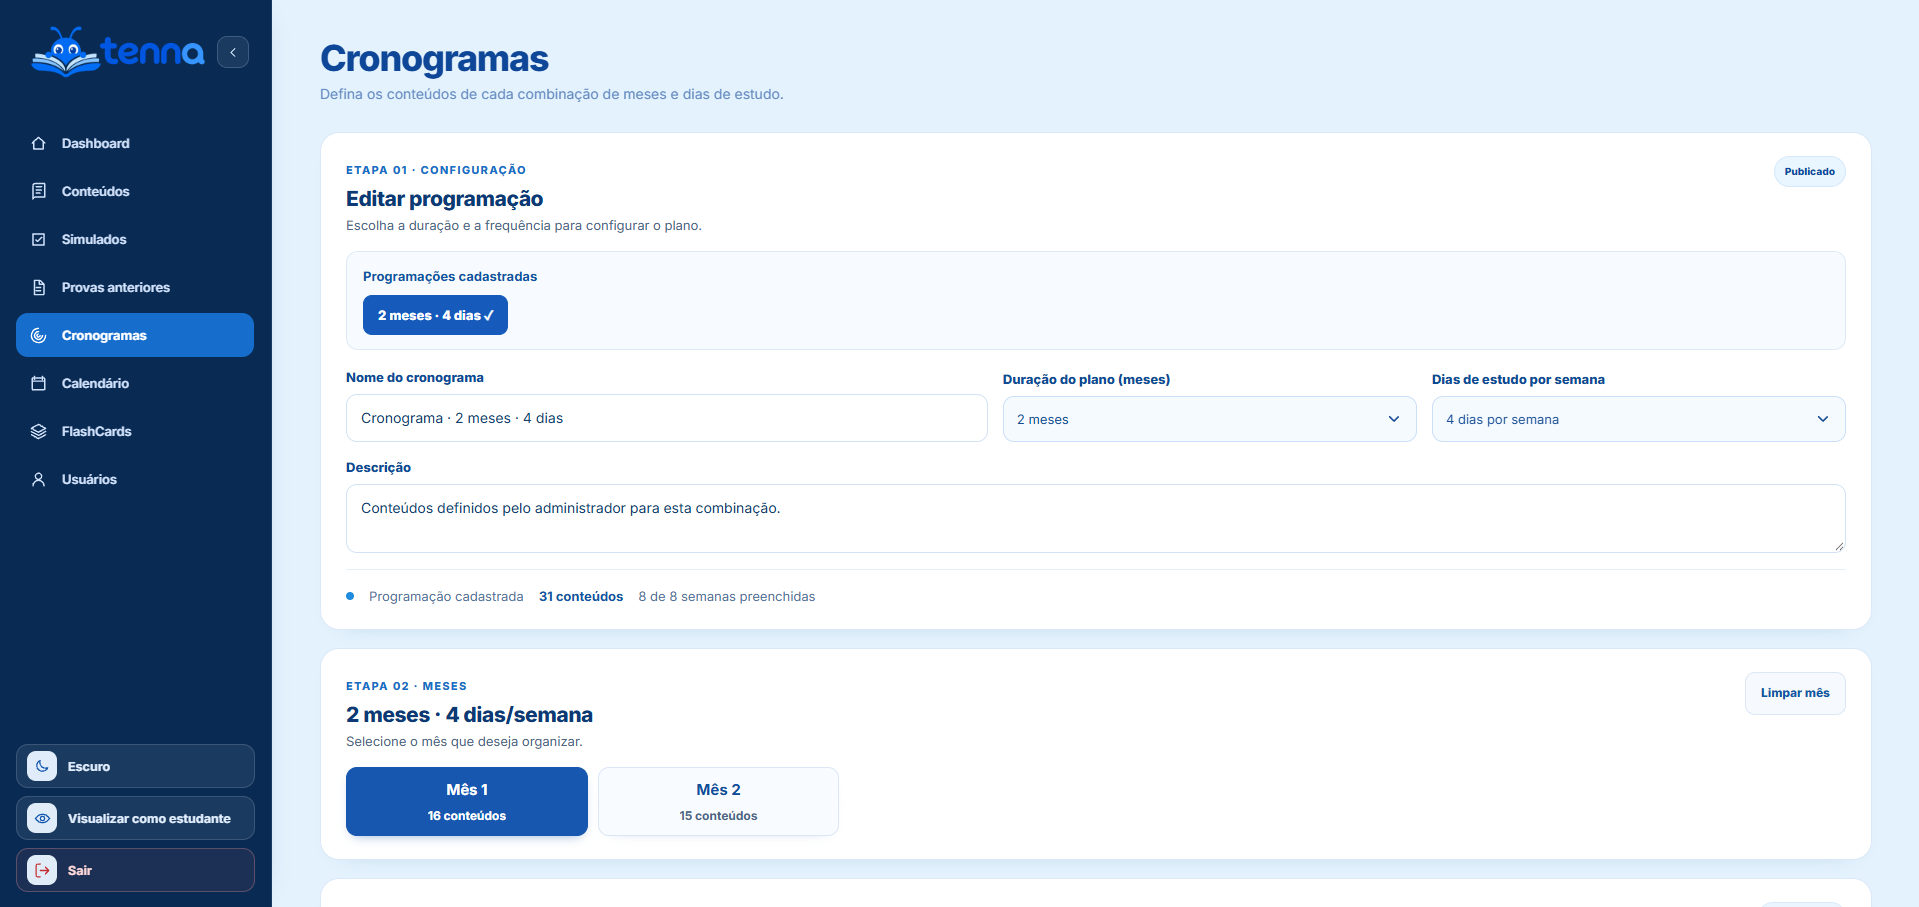 tenna
Dashboard
Conteúdos
Simulados
Provas anteriores
Cronogramas
Calendário
FlashCards
Usuários
Escuro
Visualizar como estudante
Sair
Cronogramas
Defina os conteúdos de cada combinação de meses e dias de estudo.
ETAPA 01 · CONFIGURAÇÃO
Publicado
Editar programação
Escolha a duração e a frequência para configurar o plano.
Programações cadastradas
2 meses · 4 dias ✓
Nome do cronograma
Cronograma · 2 meses · 4 dias
Duração do plano (meses)
2 meses
Dias de estudo por semana
4 dias por semana
Descrição
Conteúdos definidos pelo administrador para esta combinação.
Programação cadastrada 31 conteúdos 8 de 8 semanas preenchidas
ETAPA 02 · MESES
Limpar mês
2 meses · 4 dias/semana
Selecione o mês que deseja organizar.
Mês 1
16 conteúdos
Mês 2
15 conteúdos